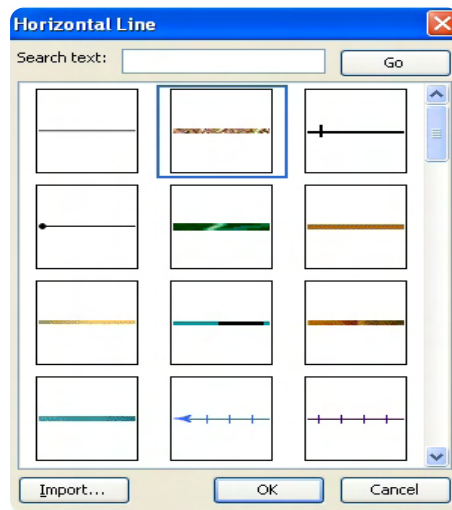 Horizontal Line
Search text:
Go
Import...
OK
Cancel